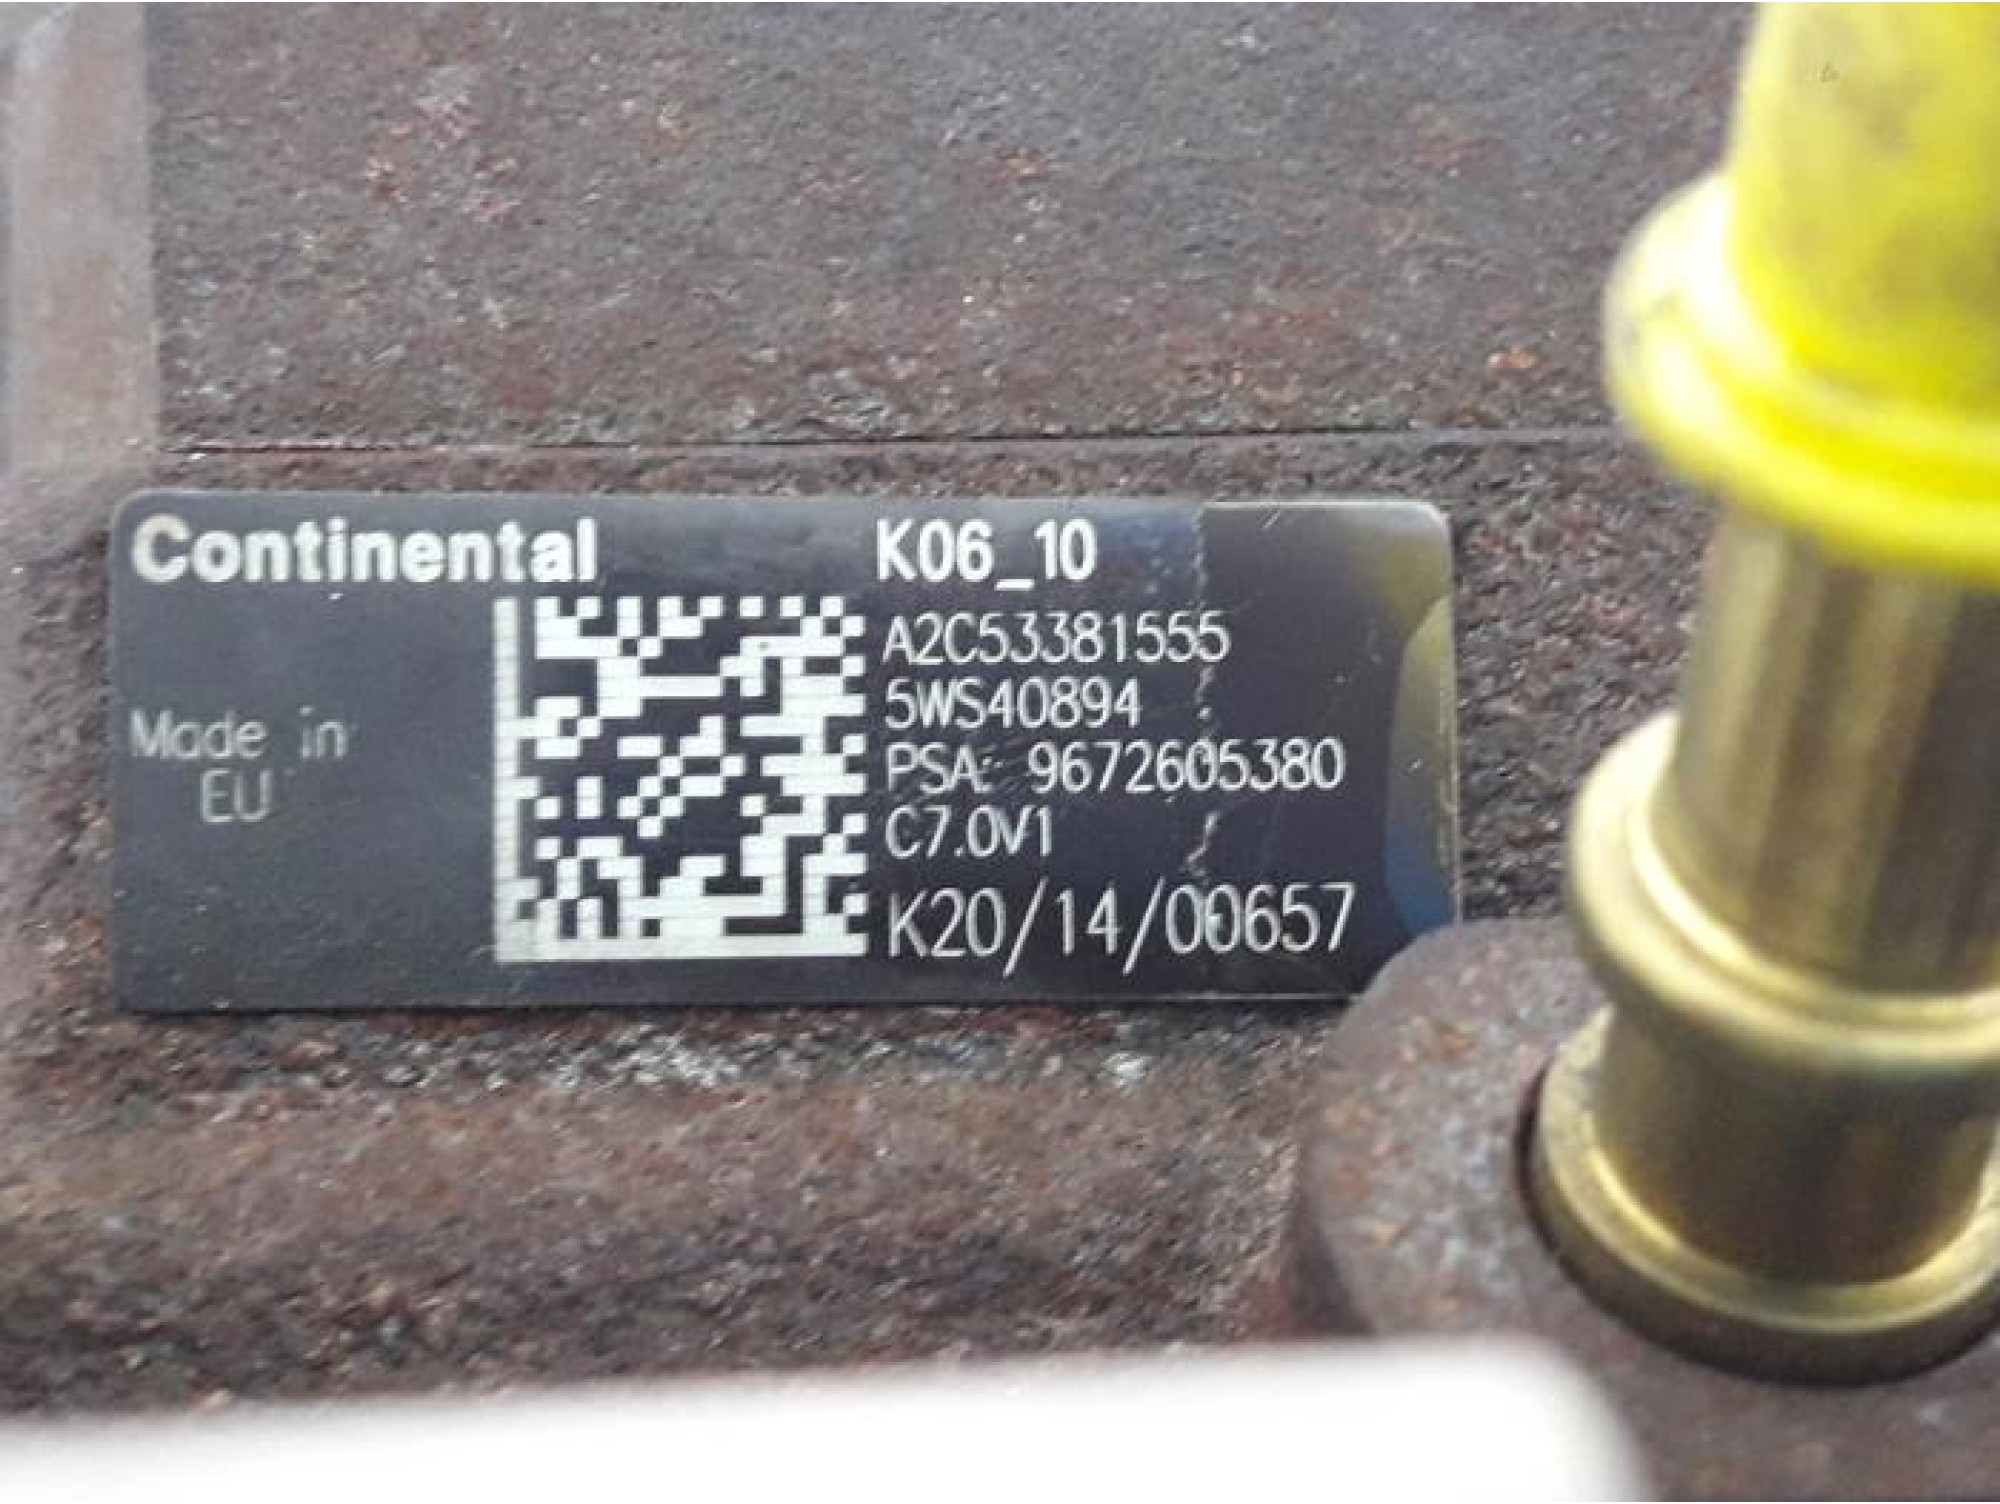 Continental
K06_10
A2C53381555
5WS40894
Made in
EU
PSA: 9672605380
C7.0V1
K20/14/00657